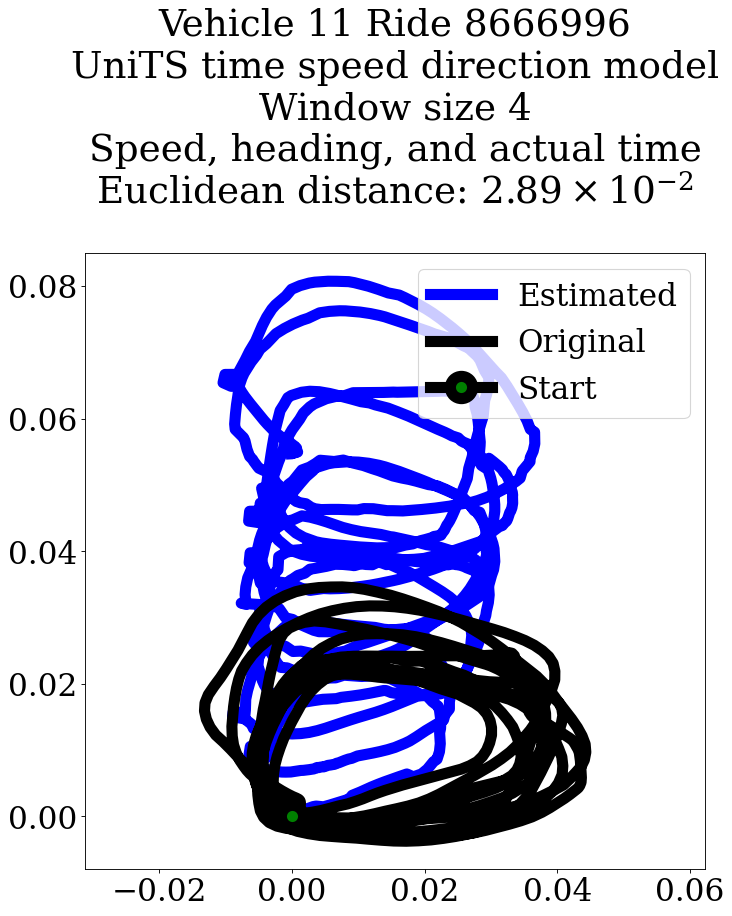 Vehicle 11 Ride 8666996
UniTS time speed direction model
Window size 4
Speed, heading, and actual time
Euclidean distance: 2.89 × 10⁻²
0.08
0.06
0.04
0.02
0.00
Estimated
Original
Start
−0.02
0.00
0.02
0.04
0.06